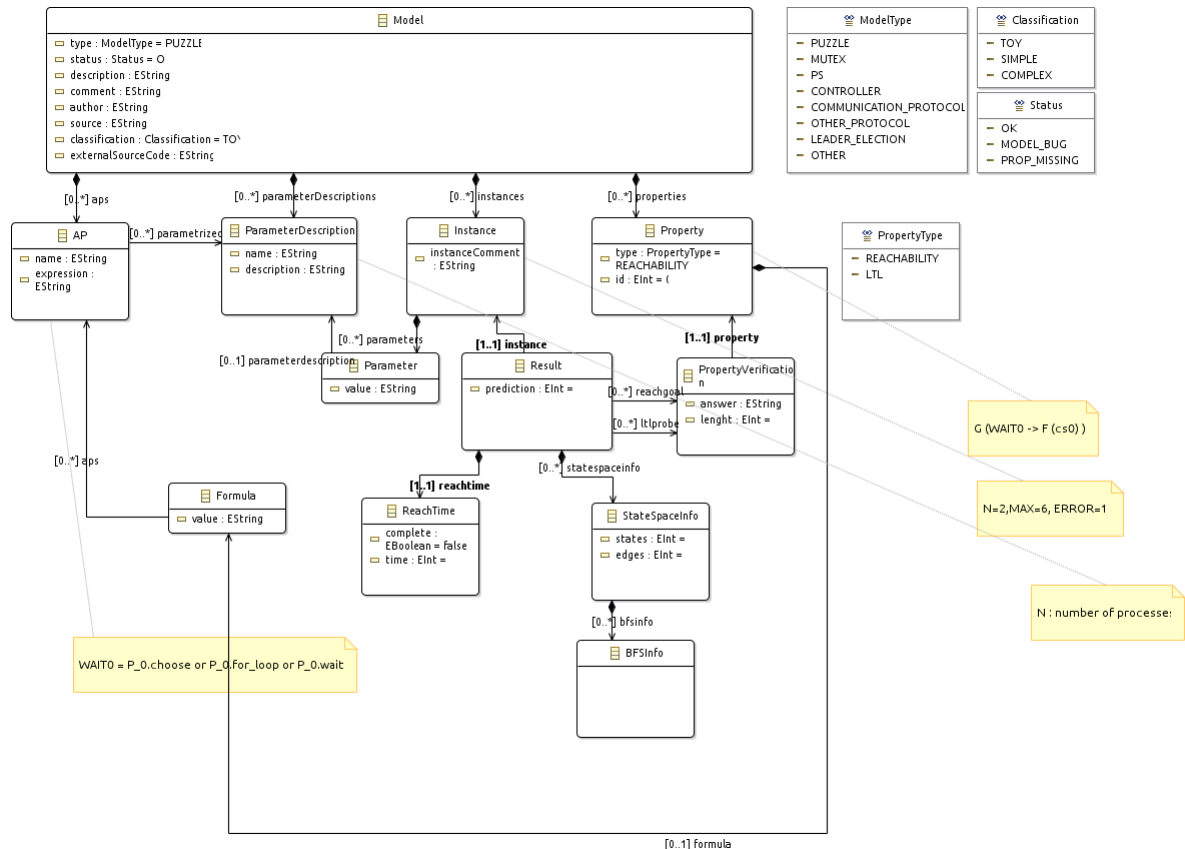 Model
type : ModelType = PUZZLE
status : Status = O
description : EString
comment : EString
author : EString
source : EString
classification : Classification = TO
externalSourceCode : EString
ModelType
PUZZLE
MUTEX
PS
CONTROLLER
COMMUNICATION_PROTOCOL
OTHER_PROTOCOL
LEADER_ELECTION
OTHER
Classification
TOY
SIMPLE
COMPLEX
Status
OK
MODEL_BUG
PROP_MISSING
[0..*] aps
[0..*] parameterDescriptions
[0..*] instances
[0..*] properties
AP
name : EString
expression :
EString
[0..*] parametrized
ParameterDescription
name : EString
description : EString
Instance
instanceComment
: EString
Property
type : PropertyType =
REACHABILITY
id : EInt = (
PropertyType
REACHABILITY
LTL
[0..*] parameters
[0..1] parameterdescription
[1..1] instance
[1..1] property
Parameter
value : EString
Result
prediction : EInt =
[0..*] reachgoal
[0..*] ltlprobe
PropertyVerificatio
n
answer : EString
lenght : EInt =
G (WAIT0 -> F (cs0) )
[0..*] aps
[1..1] reachtime
[0..*] statespaceinfo
Formula
value : EString
ReachTime
complete :
EBoolean = false
time : EInt =
StateSpaceInfo
states : EInt =
edges : EInt =
N=2,MAX=6, ERROR=1
[0..*] bfsinfo
N : number of processes
BFSInfo
WAIT0 = P_0.choose or P_0.for_loop or P_0.wait
[0..1] formula